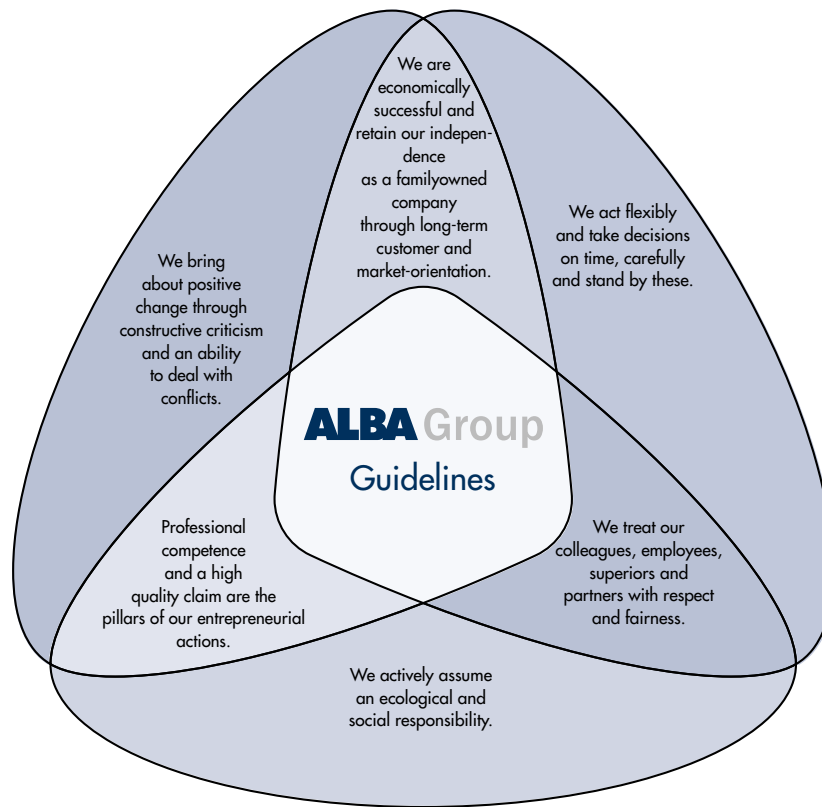 We are
economically
successful and
retain our indepen-
dence
as a familyowned
company
through long-term
customer and
market-orientation.
We act flexibly
and take decisions
on time, carefully
and stand by these.
We bring
about positive
change through
constructive criticism
and an ability
to deal with
conflicts.
ALBA Group
Guidelines
Professional
competence
and a high
quality claim are the
pillars of our entrepreneurial
actions.
We treat our
colleagues, employees,
superiors and
partners with respect
and fairness.
We actively assume
an ecological and
social responsibility.